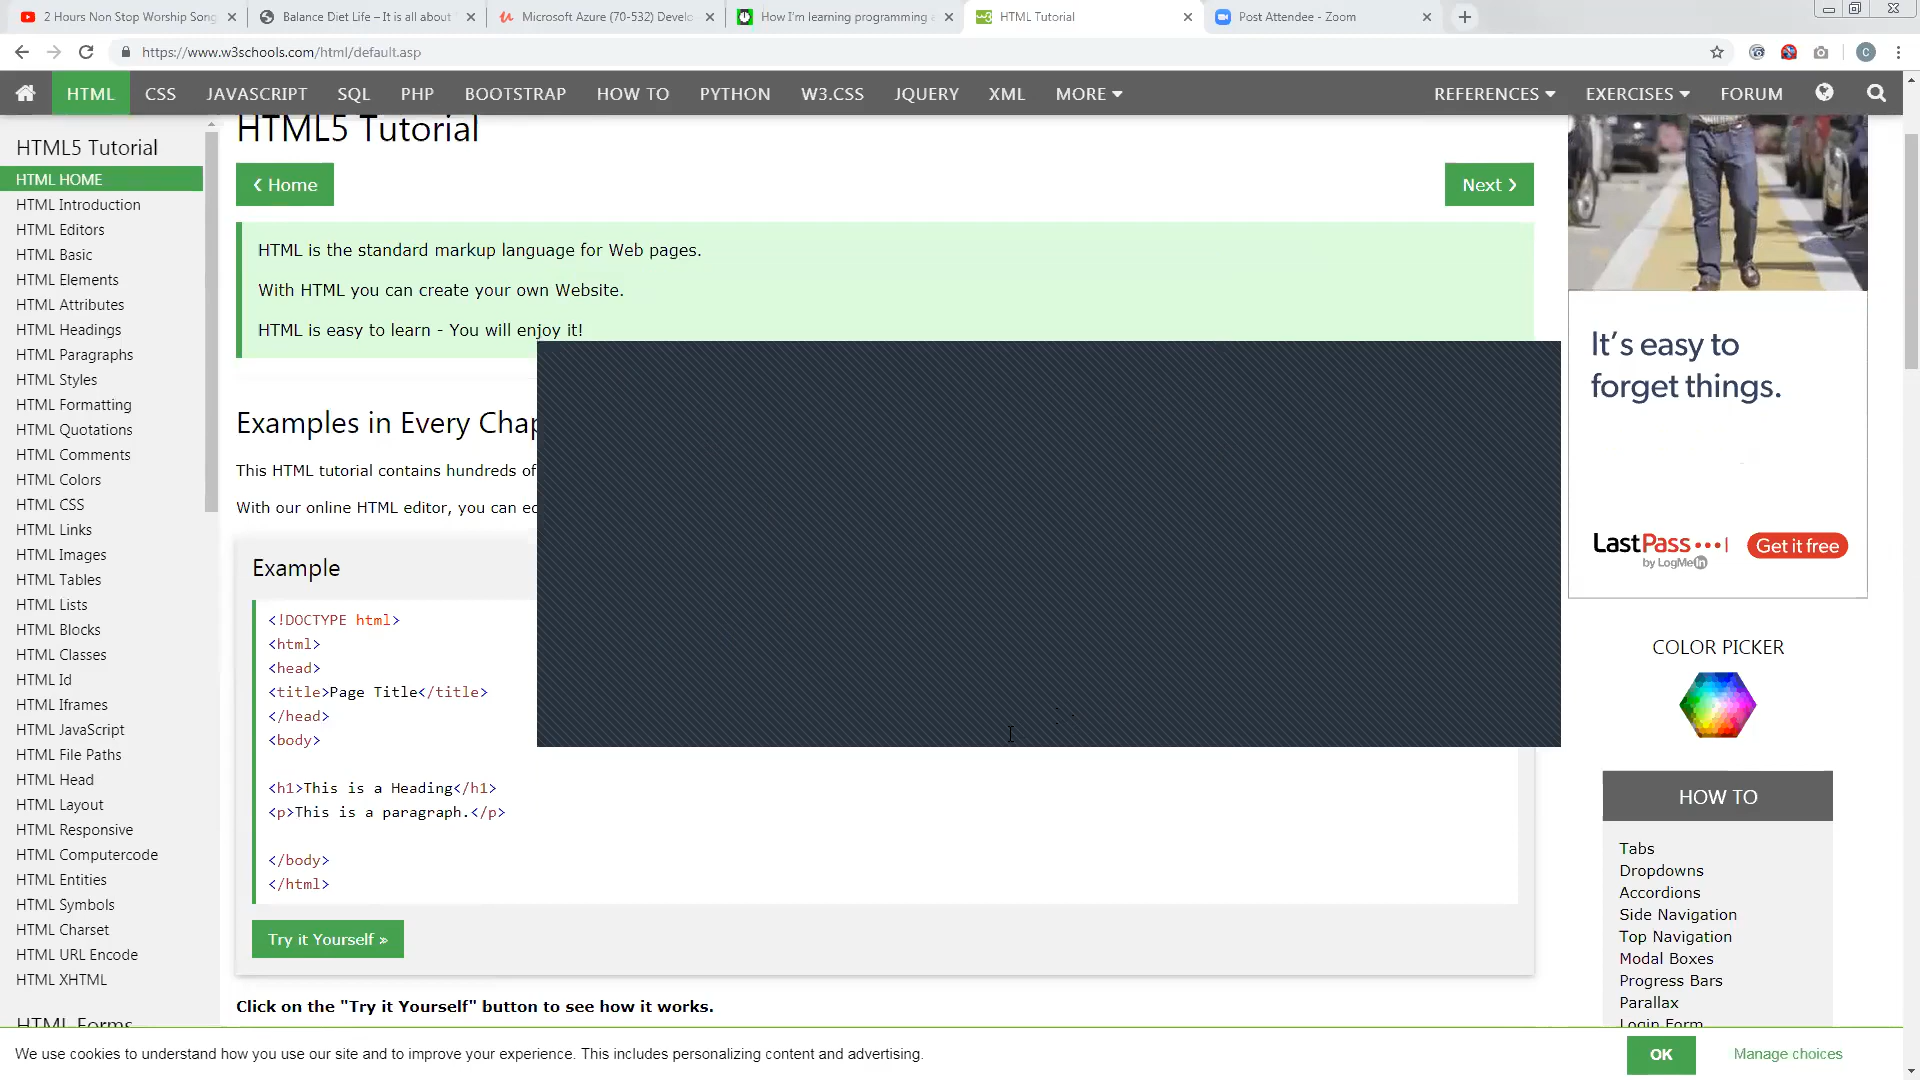 2 Hours Non Stop Worship Song
Balance Diet Life – It is all about
Microsoft Azure (70-532) Develo
How I'm learning programming
HTML Tutorial
Post Attendee - Zoom
https://www.w3schools.com/html/default.asp
HTML
CSS
JAVASCRIPT
SQL
PHP
BOOTSTRAP
HOW TO
PYTHON
W3.CSS
JQUERY
XML
MORE
REFERENCES
EXERCISES
FORUM
HTML5 Tutorial
HTML HOME
HTML Introduction
HTML Editors
HTML Basic
HTML Elements
HTML Attributes
HTML Headings
HTML Paragraphs
HTML Styles
HTML Formatting
HTML Quotations
HTML Comments
HTML Colors
HTML CSS
HTML Links
HTML Images
HTML Tables
HTML Lists
HTML Blocks
HTML Classes
HTML Id
HTML Iframes
HTML JavaScript
HTML File Paths
HTML Head
HTML Layout
HTML Responsive
HTML Computercode
HTML Entities
HTML Symbols
HTML Charset
HTML URL Encode
HTML XHTML
HTML Forms
HTML5 Tutorial
❮ Home
Next ❯
HTML is the standard markup language for Web pages.
With HTML you can create your own Website.
HTML is easy to learn - You will enjoy it!
Examples in Every Chap
This HTML tutorial contains hundreds of
With our online HTML editor, you can ed
Example
<!DOCTYPE html>
<html>
<head>
<title>Page Title</title>
</head>
<body>
<h1>This is a Heading</h1>
<p>This is a paragraph.</p>
</body>
</html>
Try it Yourself »
Click on the "Try it Yourself" button to see how it works.
It's easy to
forget things.
LastPass
by LogMeIn
Get it free
COLOR PICKER
HOW TO
Tabs
Dropdowns
Accordions
Side Navigation
Top Navigation
Modal Boxes
Progress Bars
Parallax
Login Form
We use cookies to understand how you use our site and to improve your experience. This includes personalizing content and advertising.
OK
Manage choices